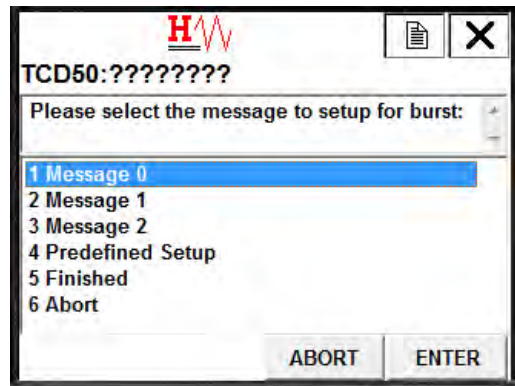 H
TCD50:????????
Please select the message to setup for burst:
1 Message 0
2 Message 1
3 Message 2
4 Predefined Setup
5 Finished
6 Abort
ABORT ENTER